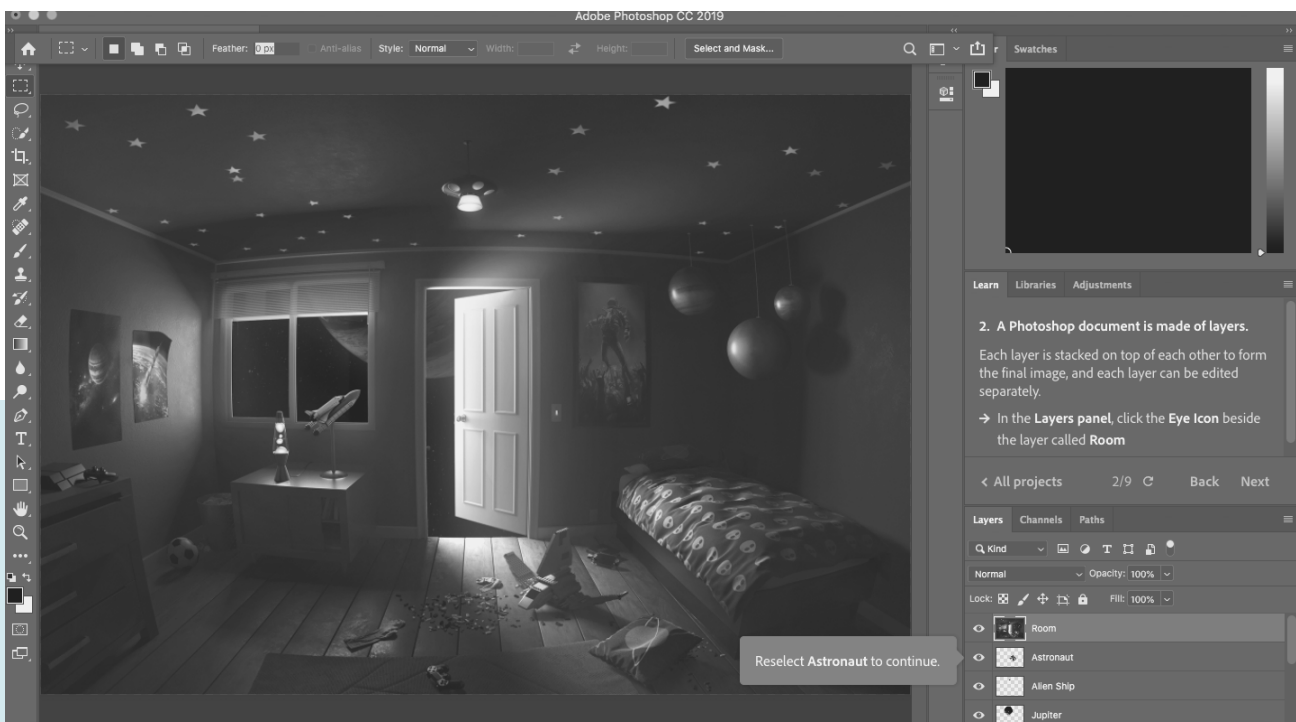 Adobe Photoshop CC 2019
Feather: 0 px Anti-alias Style: Normal Width: Height: Select and Mask...
Swatches
Learn Libraries Adjustments
2. A Photoshop document is made of layers.
Each layer is stacked on top of each other to form
the final image, and each layer can be edited
separately.
→ In the Layers panel, click the Eye Icon beside
the layer called Room
< All projects 2/9 Back Next
Layers Channels Paths
Kind
Normal Opacity: 100%
Lock: Fill: 100%
Room
Reselect Astronaut to continue.
Astronaut
Alien Ship
Jupiter